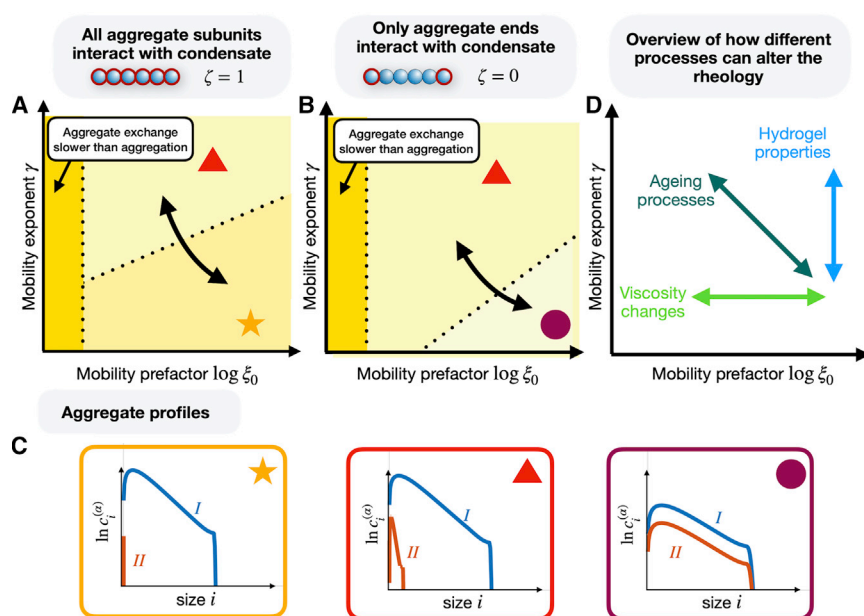 All aggregate subunits
interact with condensate
ζ = 1
Only aggregate ends
interact with condensate
ζ = 0
Overview of how different
processes can alter the
rheology
A
Aggregate exchange
slower than aggregation
Mobility exponent γ
Mobility prefactor log ξ₀
B
Aggregate exchange
slower than aggregation
Mobility exponent γ
Mobility prefactor log ξ₀
D
Hydrogel
properties
Ageing
processes
Viscosity
changes
Mobility exponent γ
Mobility prefactor log ξ₀
Aggregate profiles
C
ln cᵢ⁽ᵅ⁾
I
II
size i
ln cᵢ⁽ᵅ⁾
I
II
size i
ln cᵢ⁽ᵅ⁾
I
II
size i